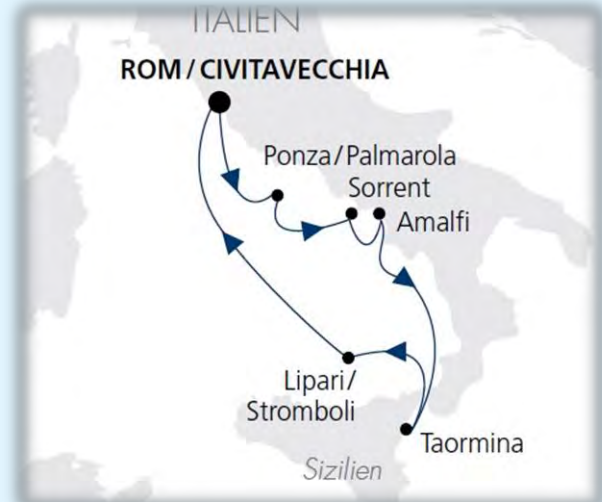 ITALIEN
ROM / CIVITAVECCHIA
Ponza/Palmarola
Sorrent
Amalfi
Lipari/
Stromboli
Taormina
Sizilien